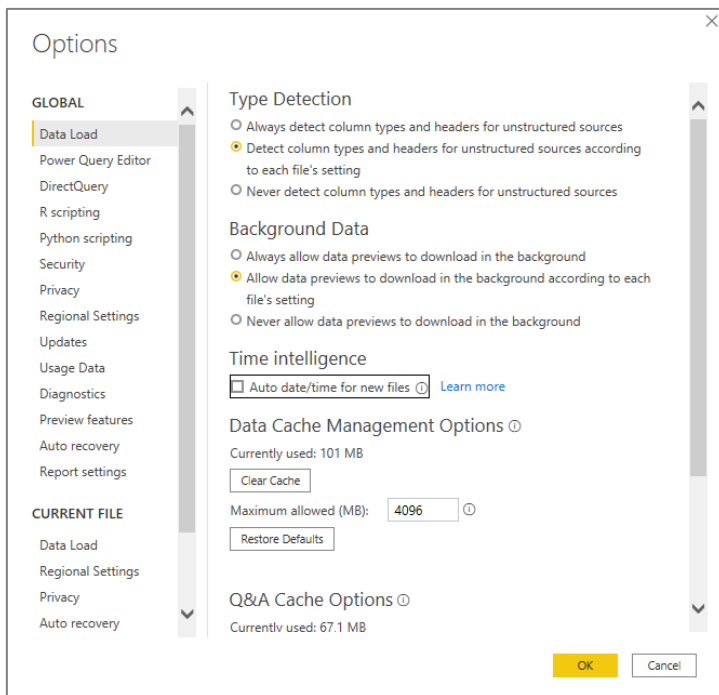 Options
GLOBAL
Data Load
Power Query Editor
DirectQuery
R scripting
Python scripting
Security
Privacy
Regional Settings
Updates
Usage Data
Diagnostics
Preview features
Auto recovery
Report settings
CURRENT FILE
Data Load
Regional Settings
Privacy
Auto recovery
Type Detection
Always detect column types and headers for unstructured sources
Detect column types and headers for unstructured sources according
to each file's setting
Never detect column types and headers for unstructured sources
Background Data
Always allow data previews to download in the background
Allow data previews to download in the background according to each
file's setting
Never allow data previews to download in the background
Time intelligence
Auto date/time for new files Learn more
Data Cache Management Options
Currently used: 101 MB
Clear Cache
Maximum allowed (MB): 4096
Restore Defaults
Q&A Cache Options
Currently used: 67.1 MB
OK Cancel